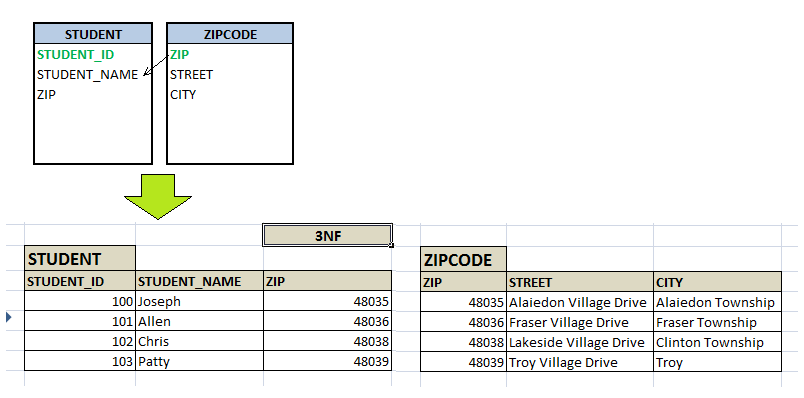 STUDENT ZIPCODE
STUDENT_ID ZIP
STUDENT_NAME STREET
ZIP CITY
3NF
STUDENT
STUDENT_ID STUDENT_NAME ZIP
100 Joseph 48035
101 Allen 48036
102 Chris 48038
103 Patty 48039
ZIPCODE
ZIP STREET CITY
48035 Alaiedon Village Drive Alaiedon Township
48036 Fraser Village Drive Fraser Township
48038 Lakeside Village Drive Clinton Township
48039 Troy Village Drive Troy